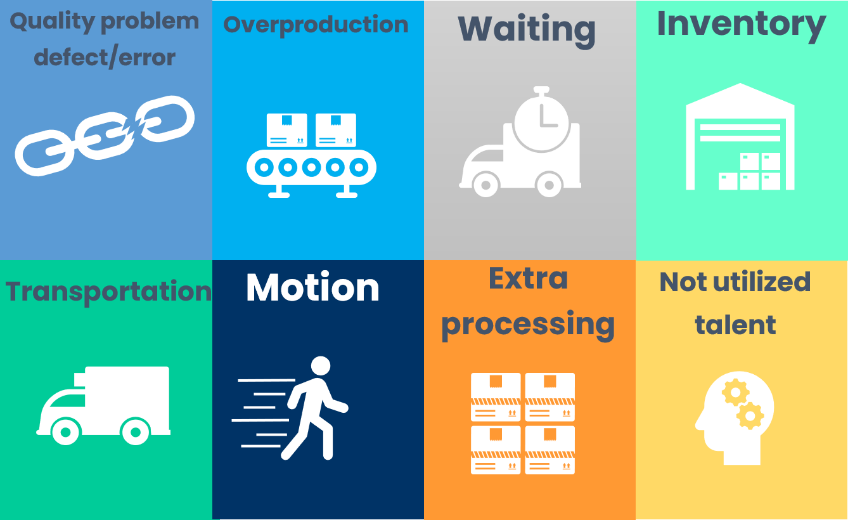 Quality problem
defect/error
Overproduction
Waiting
Inventory
Transportation
Motion
Extra
processing
Not utilized
talent